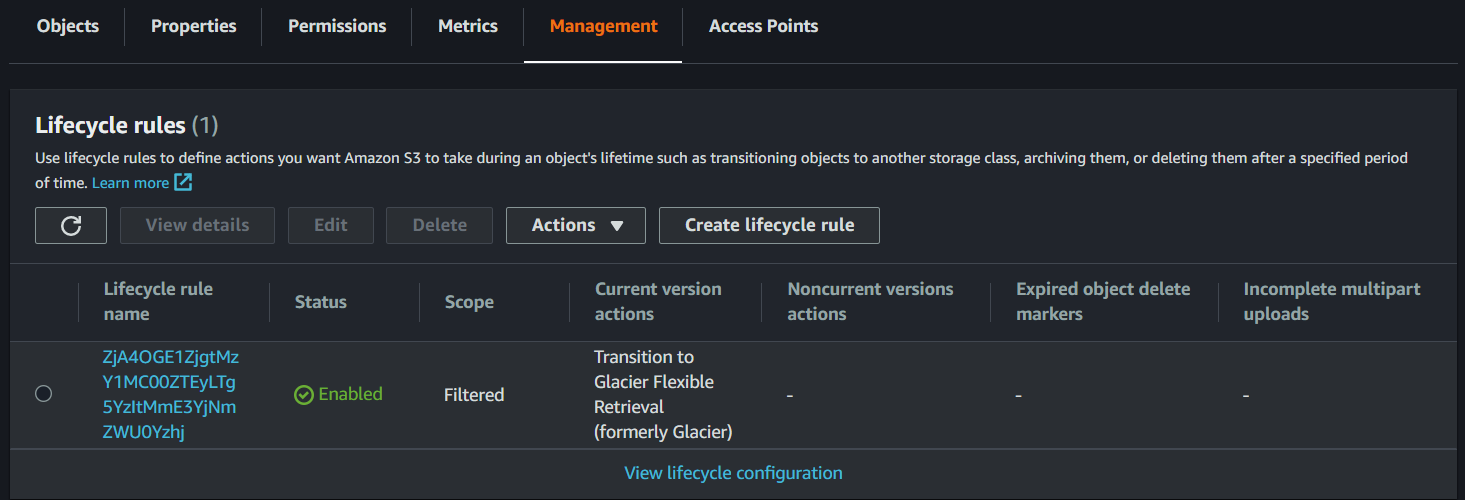 Objects Properties Permissions Metrics Management Access Points
Lifecycle rules (1)
Use lifecycle rules to define actions you want Amazon S3 to take during an object's lifetime such as transitioning objects to another storage class, archiving them, or deleting them after a specified period
of time. Learn more
View details Edit Delete Actions Create lifecycle rule
Lifecycle rule
name
Status
Scope
Current version
actions
Noncurrent versions
actions
Expired object delete
markers
Incomplete multipart
uploads
ZjA4OGE1ZjgtMz
Y1MC00ZTEyLTg
5YzItMmE3YjNm
ZWU0Yzhj
Enabled
Filtered
Transition to
Glacier Flexible
Retrieval
(formerly Glacier)
-
-
-
View lifecycle configuration